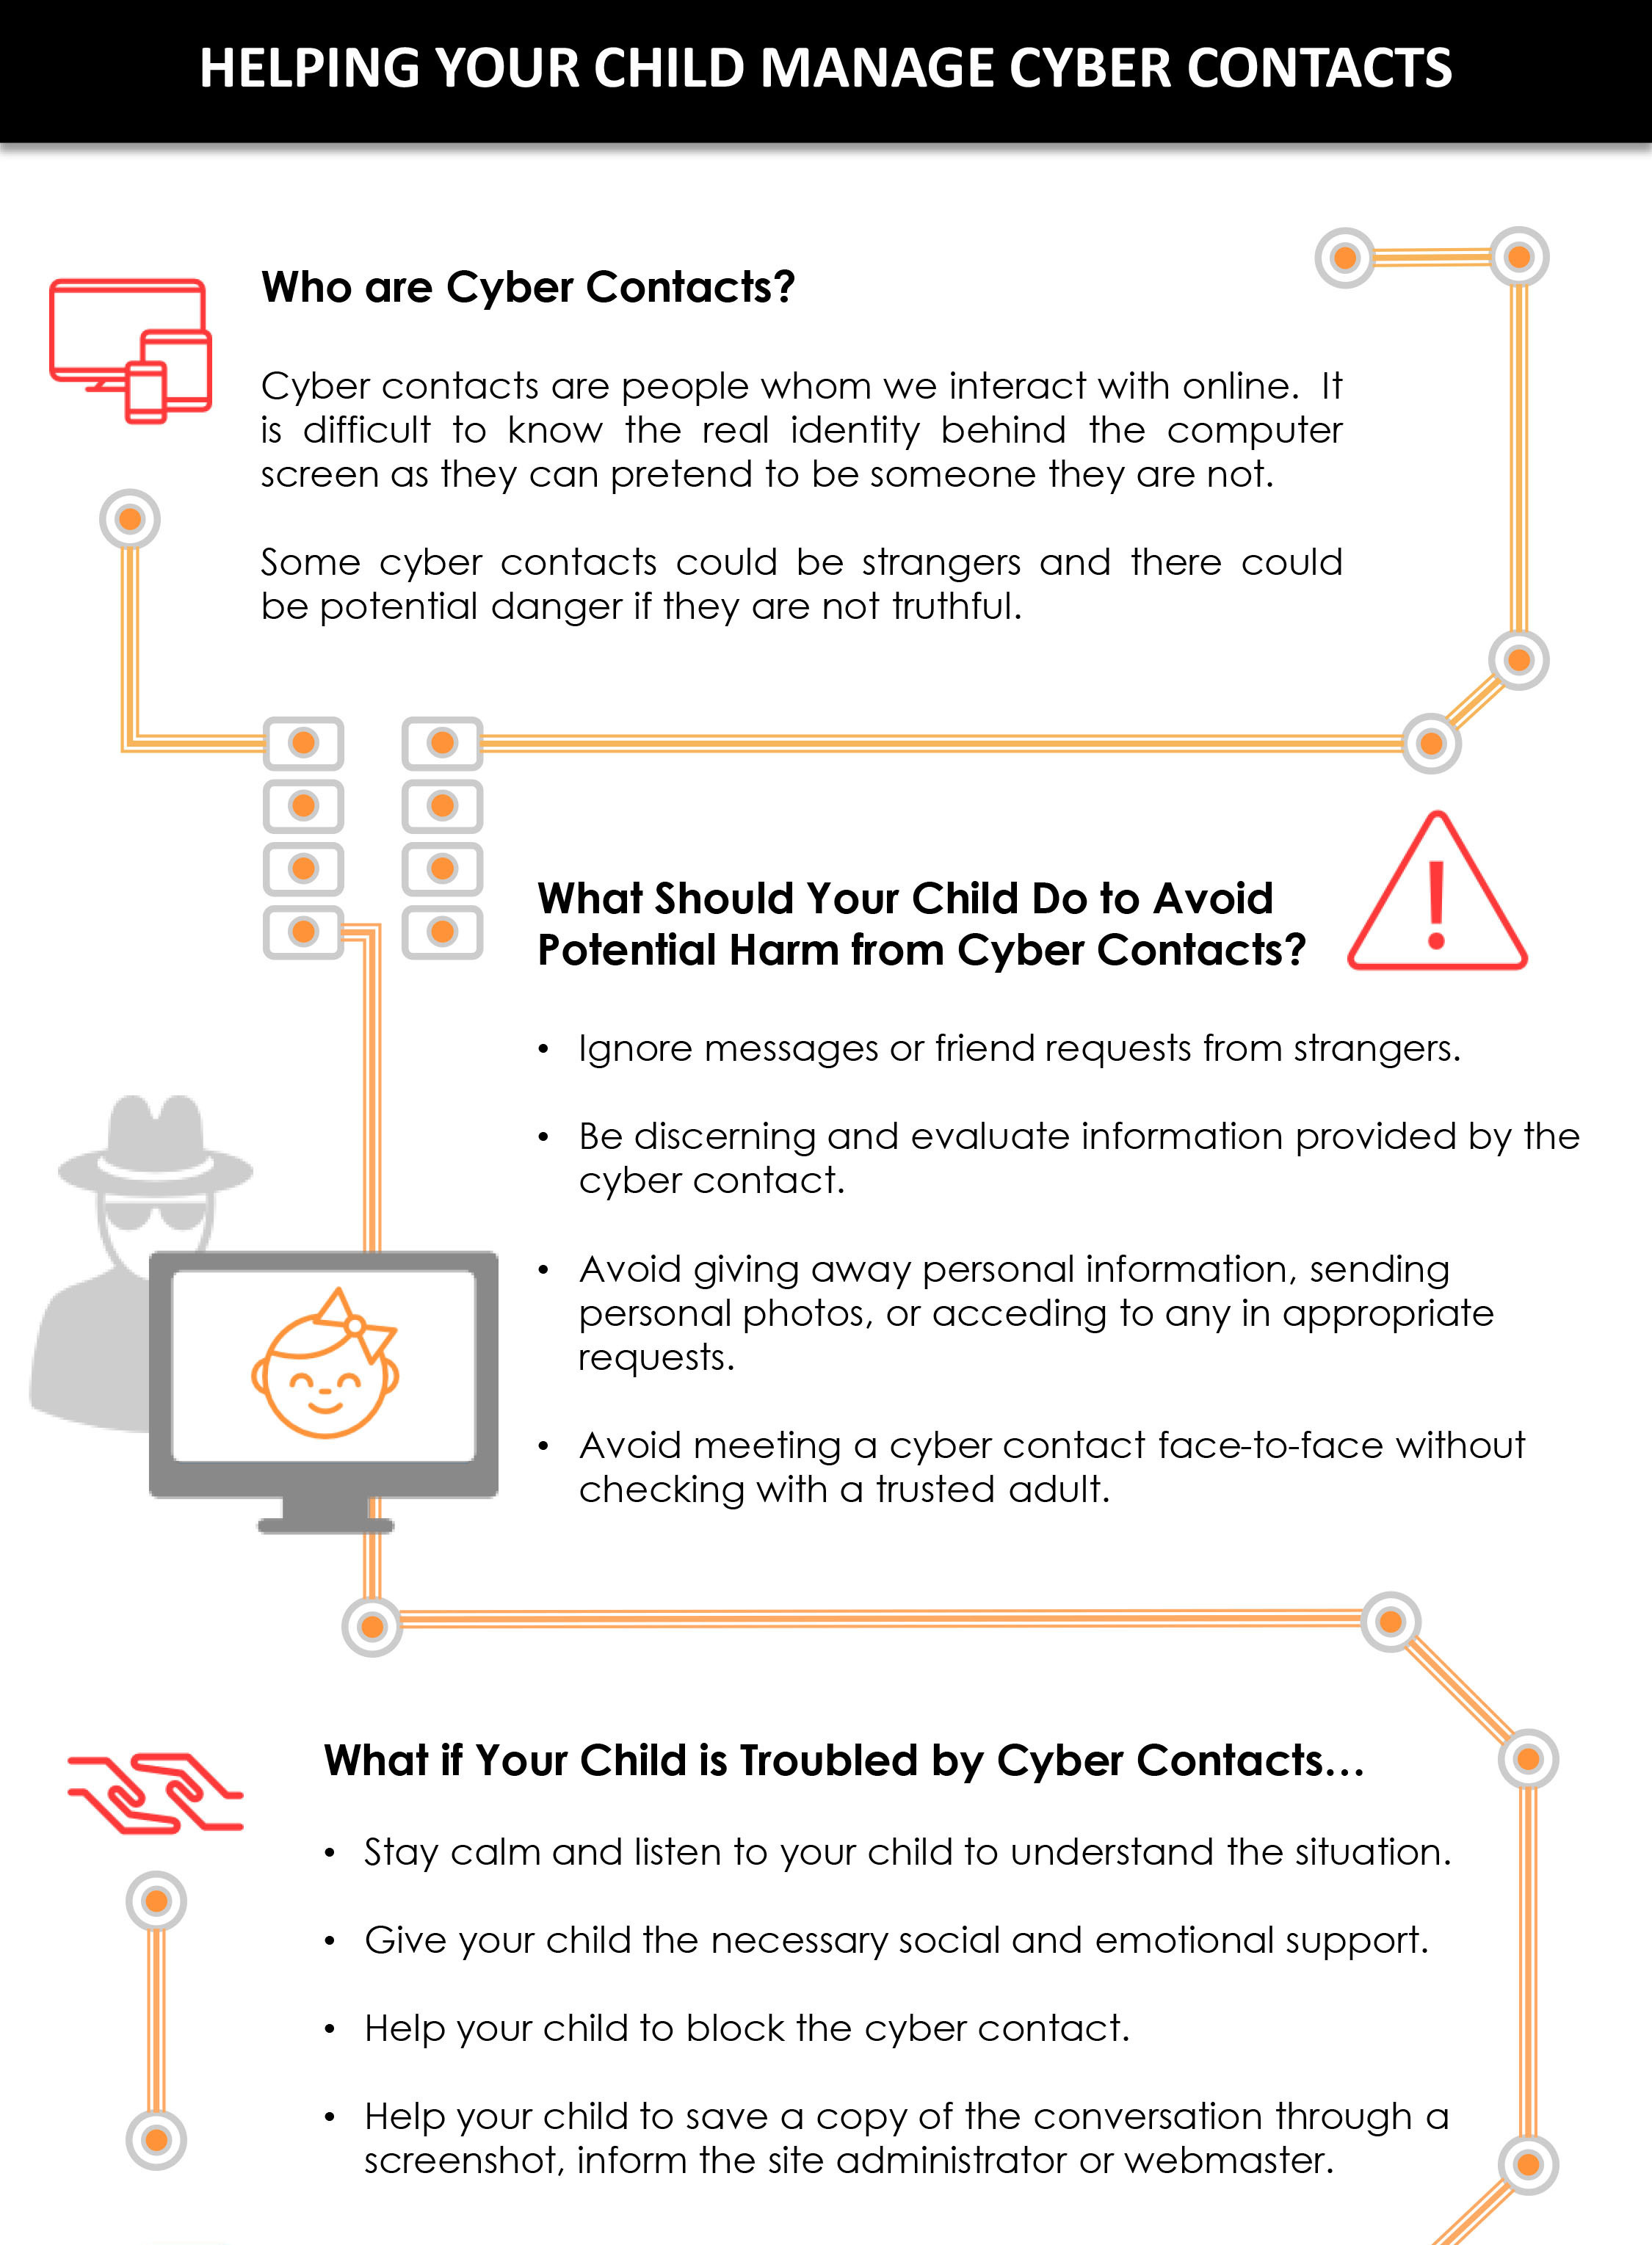 HELPING YOUR CHILD MANAGE CYBER CONTACTS
Who are Cyber Contacts?
Cyber contacts are people whom we interact with online. It
is difficult to know the real identity behind the computer
screen as they can pretend to be someone they are not.
Some cyber contacts could be strangers and there could
be potential danger if they are not truthful.
What Should Your Child Do to Avoid
Potential Harm from Cyber Contacts?
• Ignore messages or friend requests from strangers.
• Be discerning and evaluate information provided by the
cyber contact.
• Avoid giving away personal information, sending
personal photos, or acceding to any in appropriate
requests.
• Avoid meeting a cyber contact face-to-face without
checking with a trusted adult.
What if Your Child is Troubled by Cyber Contacts…
• Stay calm and listen to your child to understand the situation.
• Give your child the necessary social and emotional support.
• Help your child to block the cyber contact.
• Help your child to save a copy of the conversation through a
screenshot, inform the site administrator or webmaster.